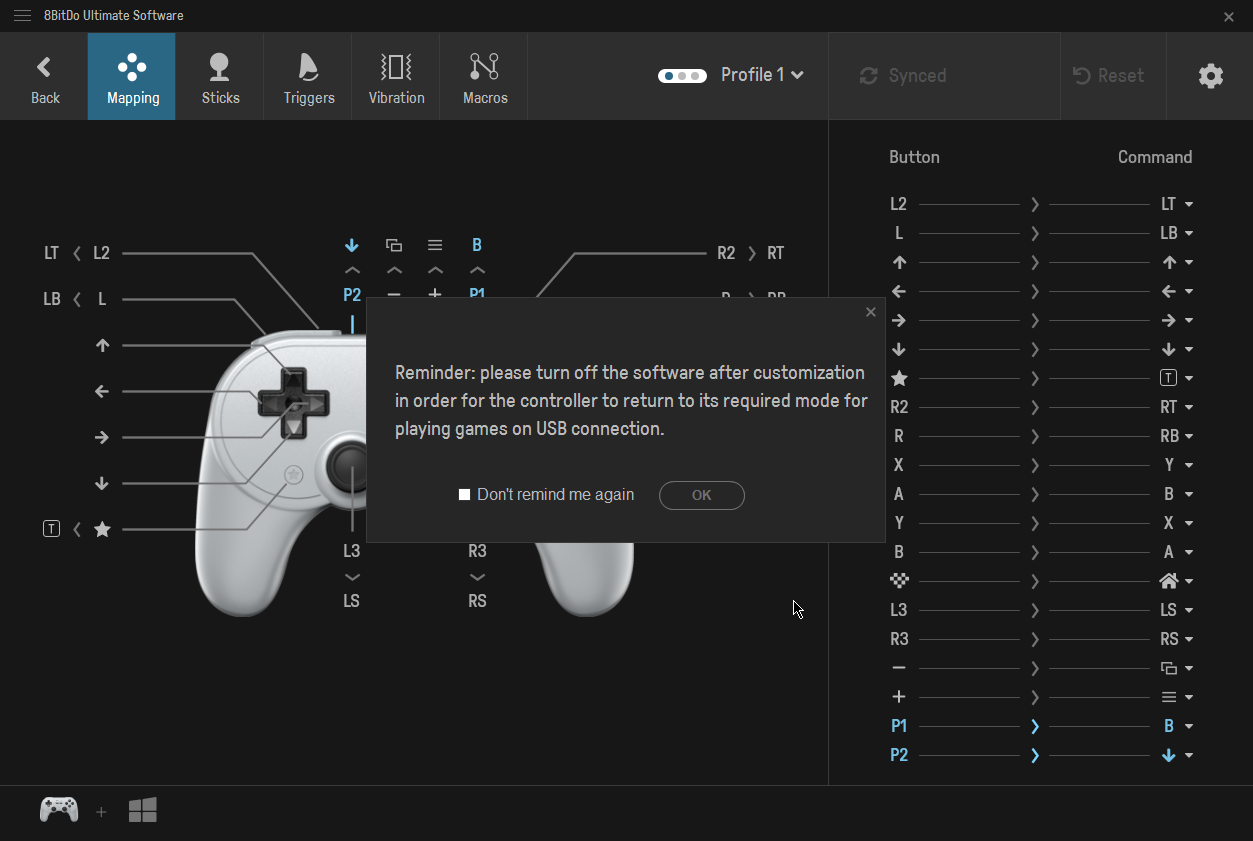 8BitDo Ultimate Software
Back
Mapping
Sticks
Triggers
Vibration
Macros
Profile 1
Synced
Reset
Button
Command
LT L2
LB L
T
P2
B
P1
R2 RT
L3
LS
R3
RS
Reminder: please turn off the software after customization
in order for the controller to return to its required mode for
playing games on USB connection.
Don't remind me again
OK
L2 LT
L LB
T
R2 RT
R RB
X Y
A B
Y X
B A
L3 LS
R3 RS
−
+
P1 B
P2
+